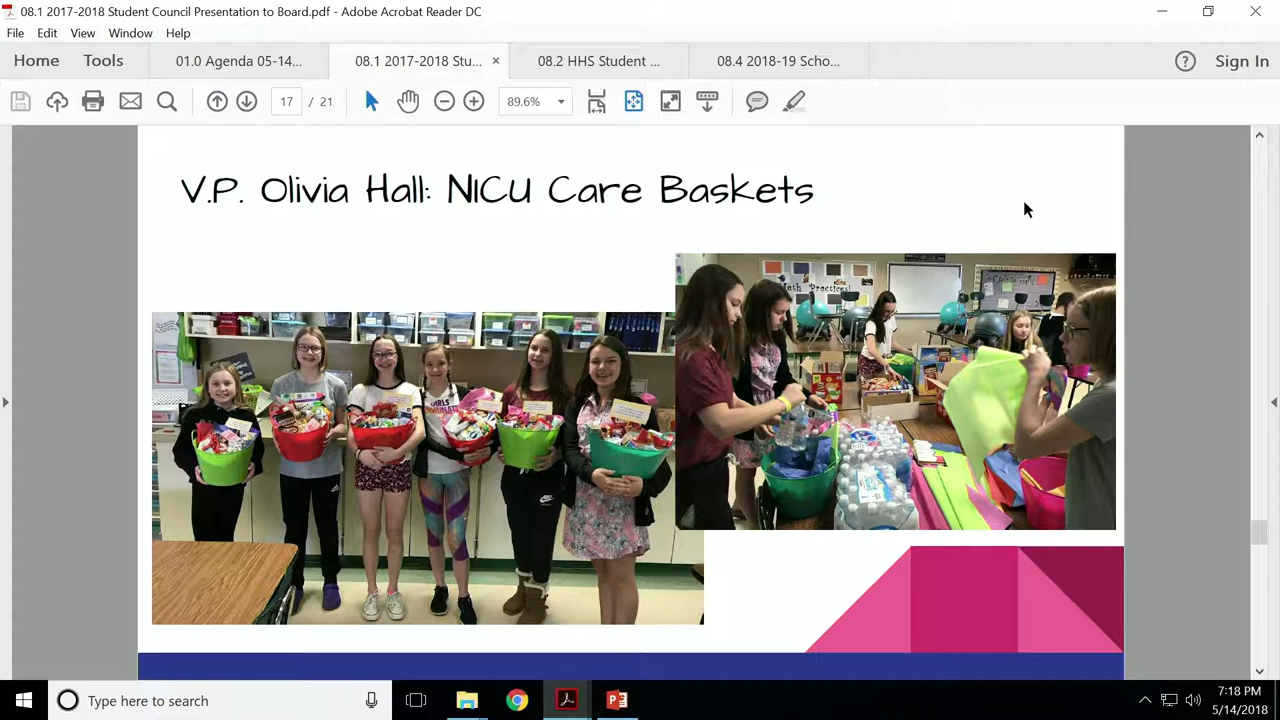 08.1 2017-2018 Student Council Presentation to Board.pdf - Adobe Acrobat Reader DC
File Edit View Window Help
Home Tools 01.0 Agenda 05-14... 08.1 2017-2018 Stu... × 08.2 HHS Student ... 08.4 2018-19 Scho... ? Sign In
17 / 21 89.6%
V.P. Olivia Hall: NICU Care Baskets
Math Practices!
GIRLS
Type here to search
7:18 PM
5/14/2018